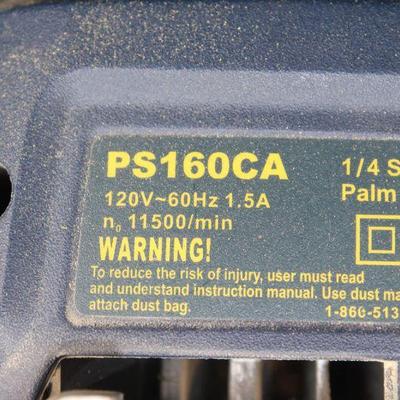 PS160CA
1/4 S
120V~60Hz 1.5A
Palm
n₀ 11500/min
WARNING!
To reduce the risk of injury, user must read
and understand instruction manual. Use dust ma
attach dust bag.
1-866-513